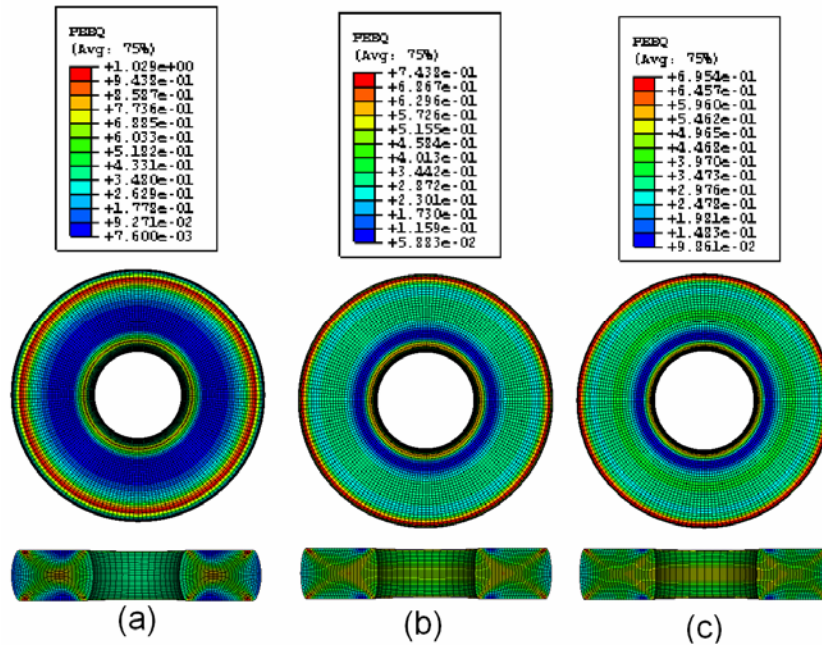 PEEQ
(Avg: 75%)
+1.029e+00
+9.438e-01
+8.587e-01
+7.736e-01
+6.885e-01
+6.033e-01
+5.182e-01
+4.331e-01
+3.480e-01
+2.629e-01
+1.778e-01
+9.271e-02
+7.600e-03
PEEQ
(Avg: 75%)
+7.438e-01
+6.867e-01
+6.296e-01
+5.726e-01
+5.155e-01
+4.584e-01
+4.013e-01
+3.442e-01
+2.872e-01
+2.301e-01
+1.730e-01
+1.159e-01
+5.883e-02
PEEQ
(Avg: 75%)
+6.954e-01
+6.457e-01
+5.960e-01
+5.462e-01
+4.965e-01
+4.468e-01
+3.970e-01
+3.473e-01
+2.976e-01
+2.478e-01
+1.981e-01
+1.483e-01
+9.861e-02
(a)
(b)
(c)